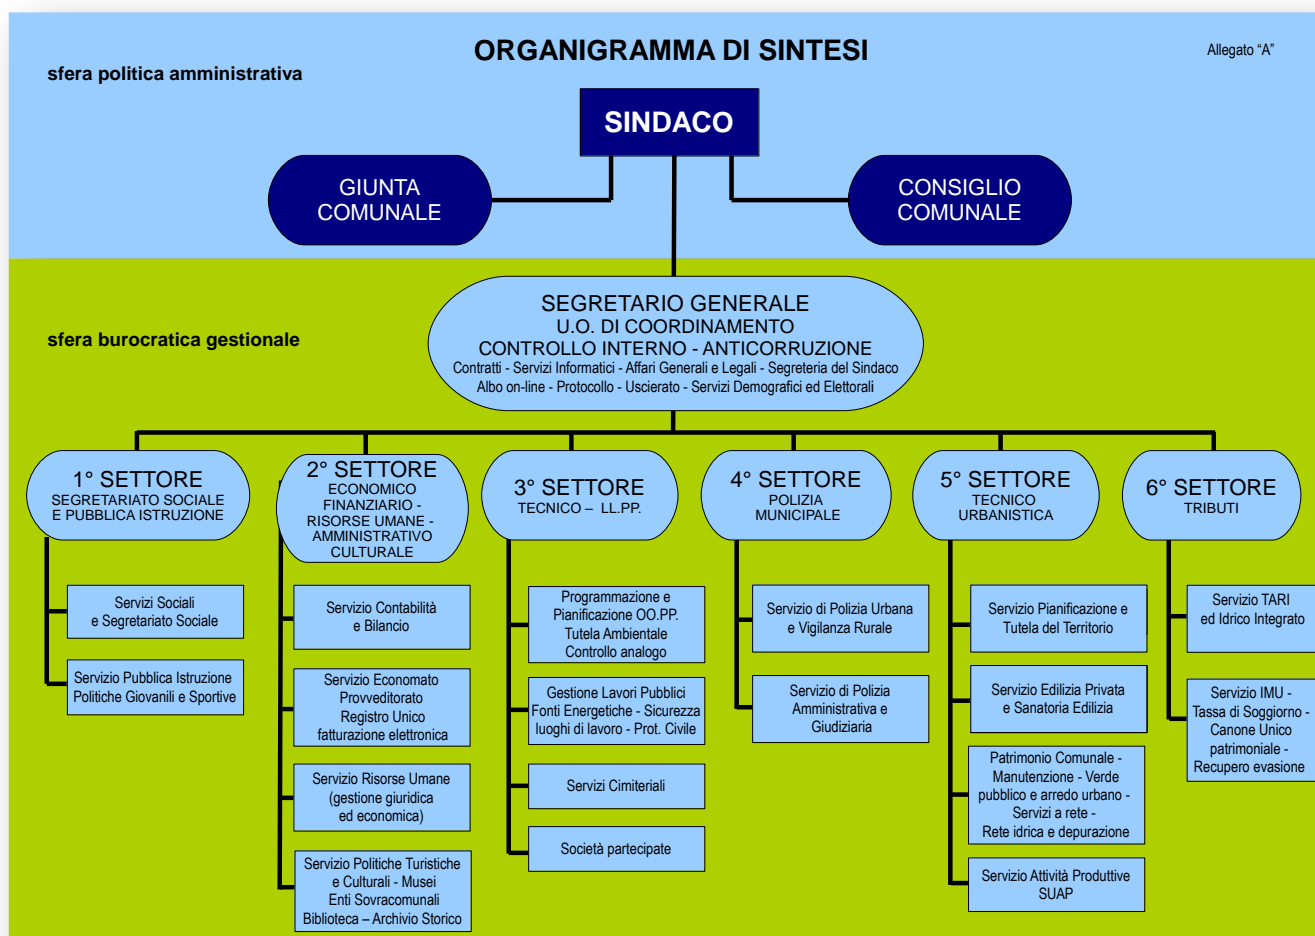 ORGANIGRAMMA DI SINTESI
Allegato “A”
sfera politica amministrativa
SINDACO
GIUNTA
COMUNALE
CONSIGLIO
COMUNALE
sfera burocratica gestionale
SEGRETARIO GENERALE
U.O. DI COORDINAMENTO
CONTROLLO INTERNO - ANTICORRUZIONE
Contratti - Servizi Informatici - Affari Generali e Legali - Segreteria del Sindaco
Albo on-line - Protocollo - Uscierato - Servizi Demografici ed Elettorali
1° SETTORE
SEGRETARIATO SOCIALE
E PUBBLICA ISTRUZIONE
Servizi Sociali
e Segretariato Sociale
Servizio Pubblica Istruzione
Politiche Giovanili e Sportive
2° SETTORE
ECONOMICO
FINANZIARIO -
RISORSE UMANE -
AMMINISTRATIVO
CULTURALE
Servizio Contabilità
e Bilancio
Servizio Economato
Provveditorato
Registro Unico
fatturazione elettronica
Servizio Risorse Umane
(gestione giuridica
ed economica)
Servizio Politiche Turistiche
e Culturali - Musei
Enti Sovracomunali
Biblioteca – Archivio Storico
3° SETTORE
TECNICO – LL.PP.
Programmazione e
Pianificazione OO.PP.
Tutela Ambientale
Controllo analogo
Gestione Lavori Pubblici
Fonti Energetiche - Sicurezza
luoghi di lavoro - Prot. Civile
Servizi Cimiteriali
Società partecipate
4° SETTORE
POLIZIA
MUNICIPALE
Servizio di Polizia Urbana
e Vigilanza Rurale
Servizio di Polizia
Amministrativa e
Giudiziaria
5° SETTORE
TECNICO
URBANISTICA
Servizio Pianificazione e
Tutela del Territorio
Servizio Edilizia Privata
e Sanatoria Edilizia
Patrimonio Comunale -
Manutenzione - Verde
pubblico e arredo urbano -
Servizi a rete -
Rete idrica e depurazione
Servizio Attività Produttive
SUAP
6° SETTORE
TRIBUTI
Servizio TARI
ed Idrico Integrato
Servizio IMU -
Tassa di Soggiorno -
Canone Unico
patrimoniale -
Recupero evasione